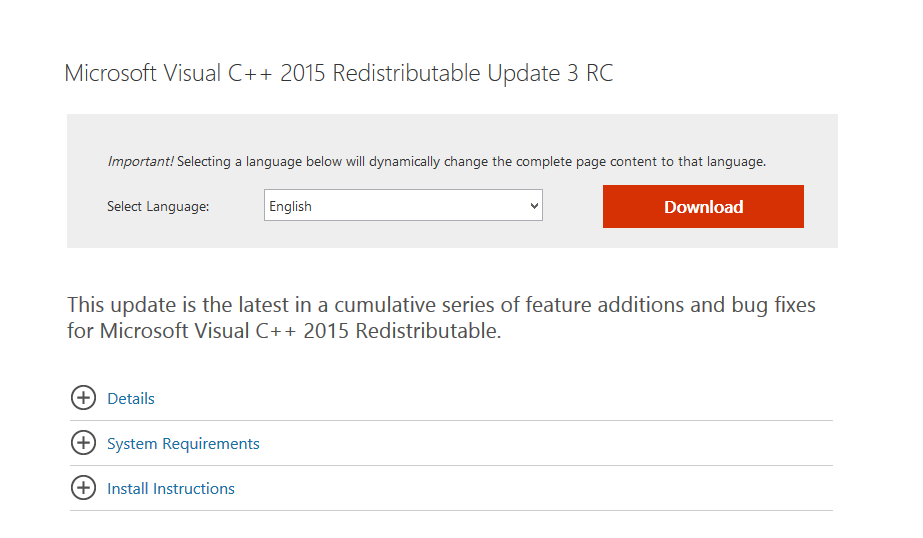 Microsoft Visual C++ 2015 Redistributable Update 3 RC
Important! Selecting a language below will dynamically change the complete page content to that language.
Select Language:
English
Download
This update is the latest in a cumulative series of feature additions and bug fixes
for Microsoft Visual C++ 2015 Redistributable.
Details
System Requirements
Install Instructions